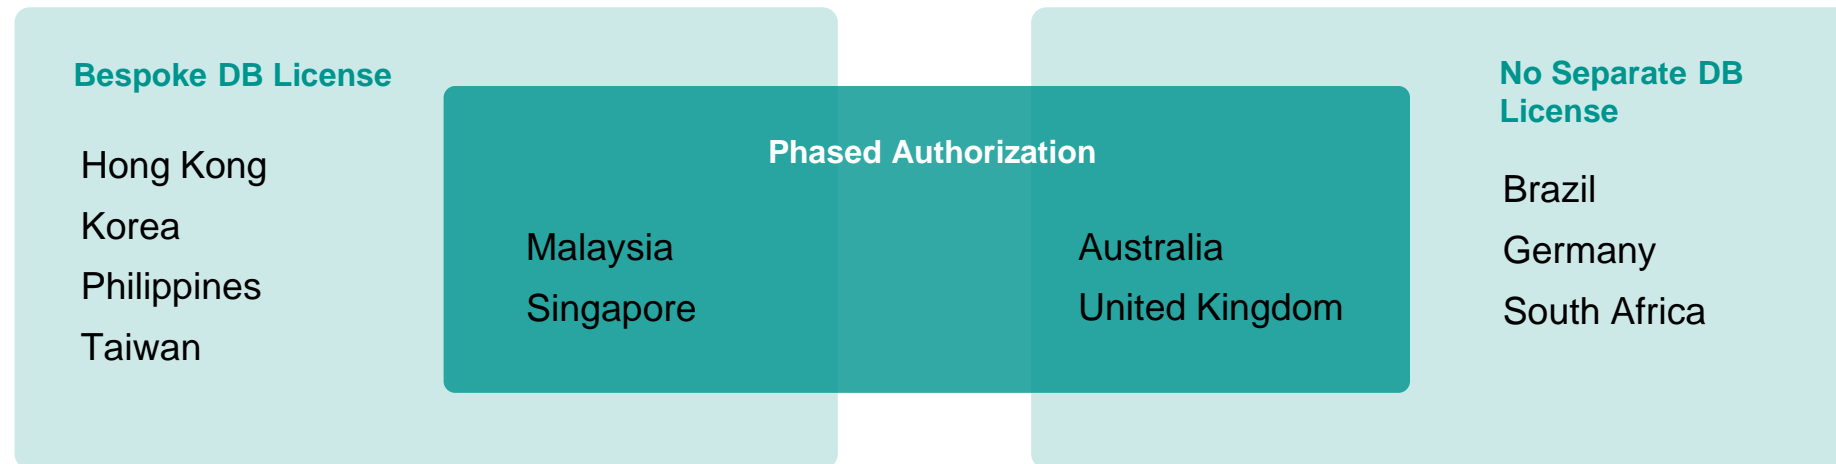 Bespoke DB License
Hong Kong
Korea
Philippines
Taiwan
Phased Authorization
Malaysia
Singapore
Australia
United Kingdom
No Separate DB
License
Brazil
Germany
South Africa